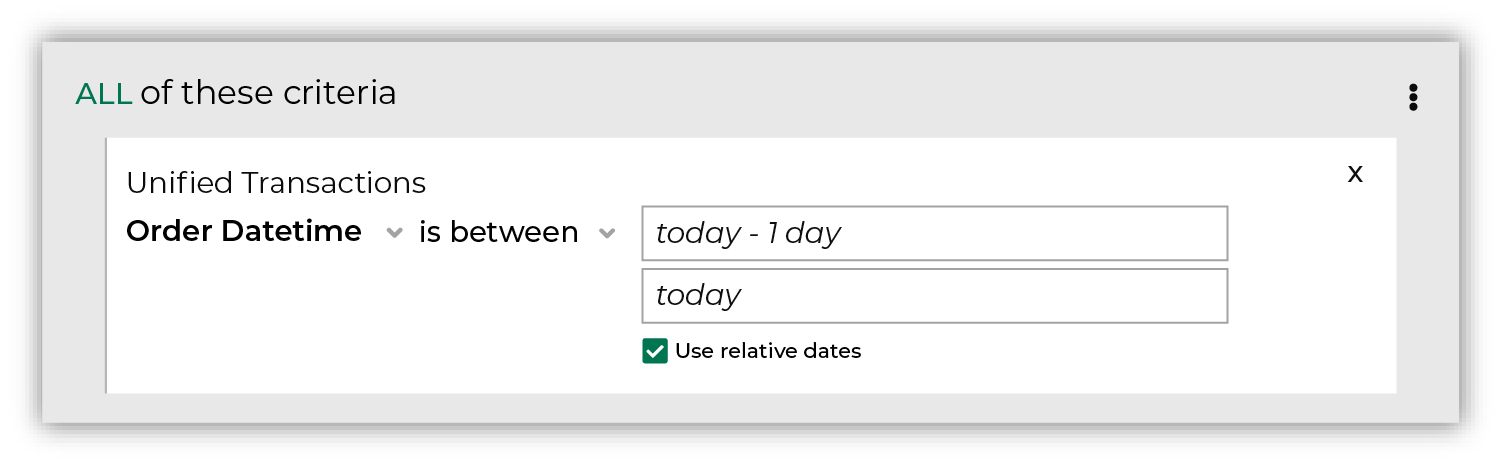 ALL of these criteria
Unified Transactions
x
Order Datetime is between today - 1 day
today
Use relative dates